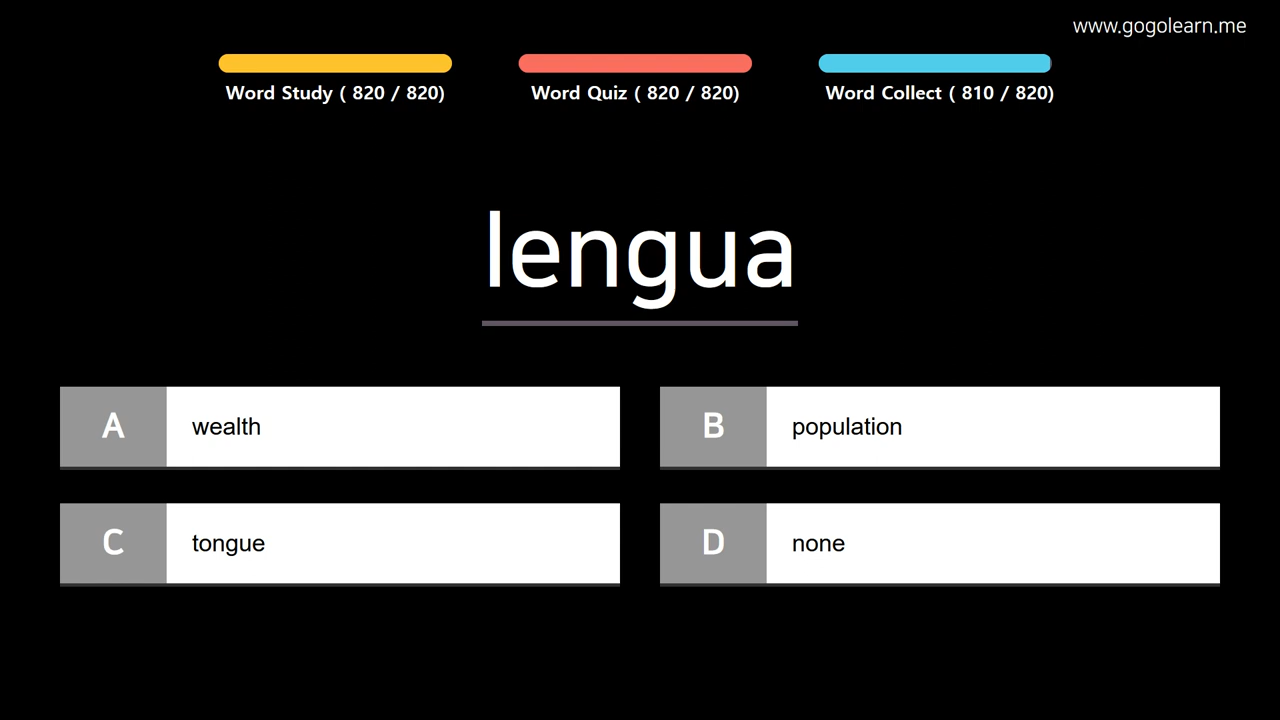 www.gogolearn.me
Word Study ( 820 / 820) Word Quiz ( 820 / 820) Word Collect ( 810 / 820)
lengua
A wealth
B population
C tongue
D none